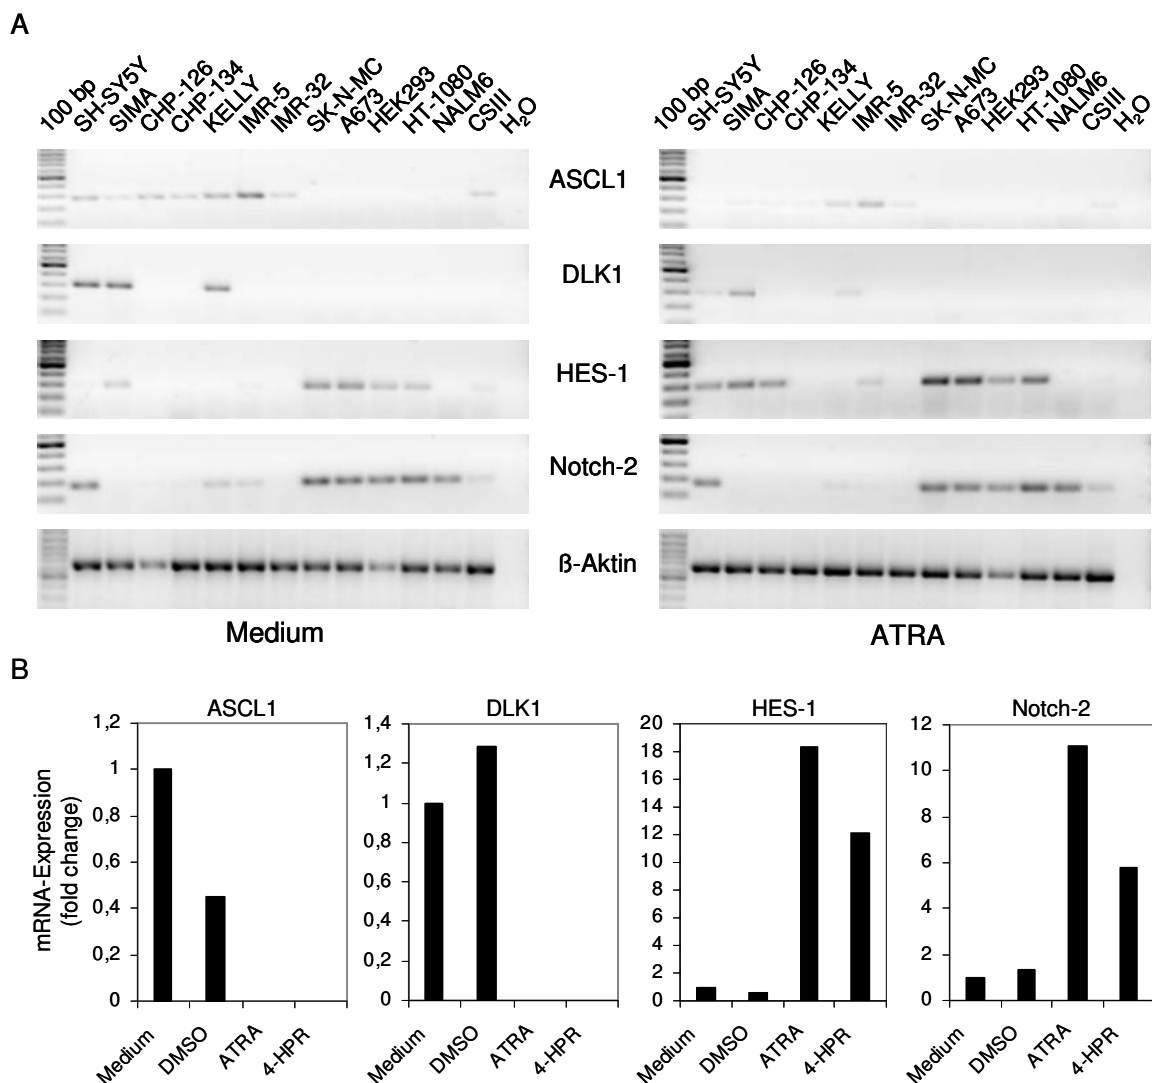 A
100 bp SH-SY5Y SIMA CHP-126 CHP-134 KELLY IMR-5 IMR-32 SK-N-MC A673 HEK293 HT-1080 NALM6 CSIII H₂O
100 bp SH-SY5Y SIMA CHP-126 CHP-134 KELLY IMR-5 IMR-32 SK-N-MC A673 HEK293 HT-1080 NALM6 CSIII H₂O
ASCL1
DLK1
HES-1
Notch-2
ß-Aktin
Medium
ATRA
B
mRNA-Expression
(fold change)
ASCL1
1,2
1
0,8
0,6
0,4
0,2
0
Medium DMSO ATRA 4-HPR
DLK1
1,4
1,2
1
0,8
0,6
0,4
0,2
0
Medium DMSO ATRA 4-HPR
HES-1
20
18
16
14
12
10
8
6
4
2
0
Medium DMSO ATRA 4-HPR
Notch-2
12
10
8
6
4
2
0
Medium DMSO ATRA 4-HPR